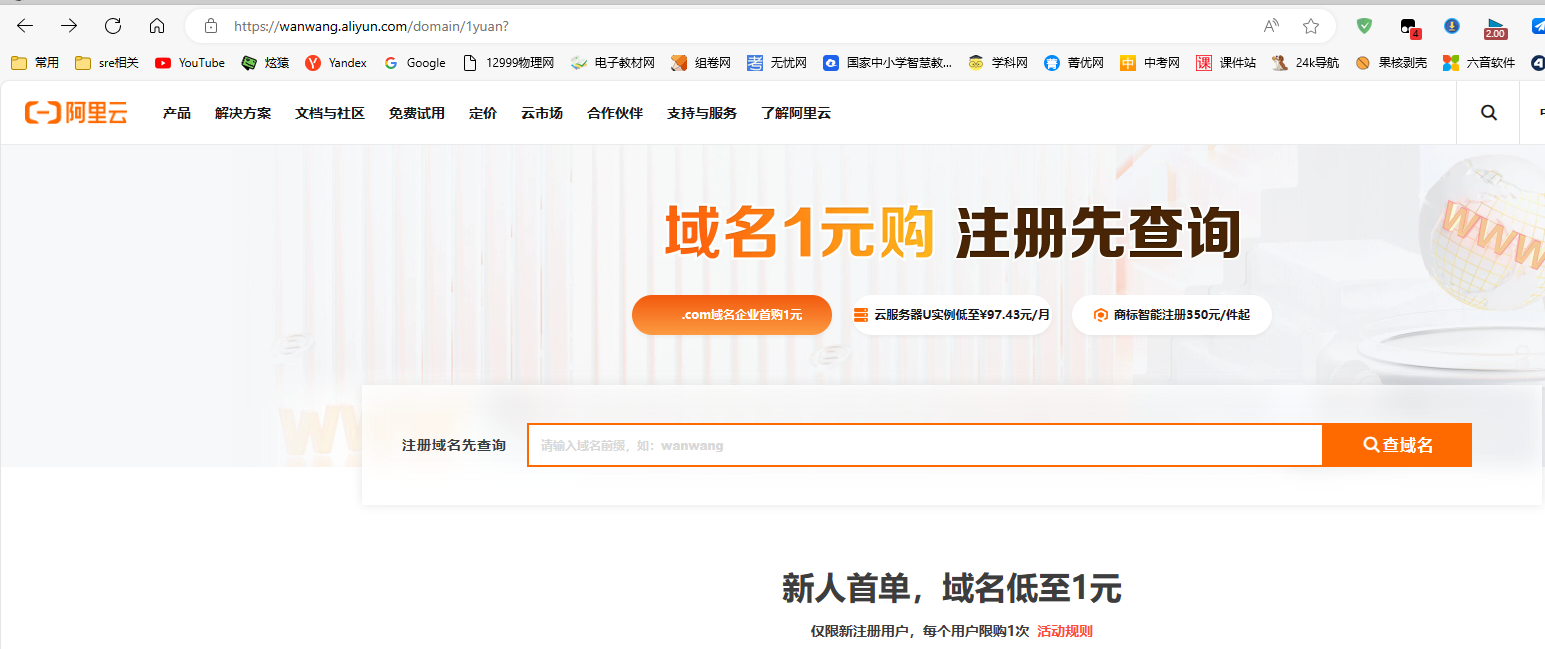 https://wanwang.aliyun.com/domain/1yuan?
4
2.00
常用 sre相关 YouTube 炫猿 Yandex Google 12999物理网 电子教材网 组卷网 无忧网 国家中小学智慧教... 学科网 菁优网 中考网 课件站 24k导航 果核剥壳 六音软件
阿里云 产品 解决方案 文档与社区 免费试用 定价 云市场 合作伙伴 支持与服务 了解阿里云
域名1元购 注册先查询
.com域名企业首购1元 云服务器U实例低至¥97.43元/月 商标智能注册350元/件起
注册域名先查询 请输入域名前缀，如：wanwang 查域名
新人首单，域名低至1元
仅限新注册用户，每个用户限购1次 活动规则